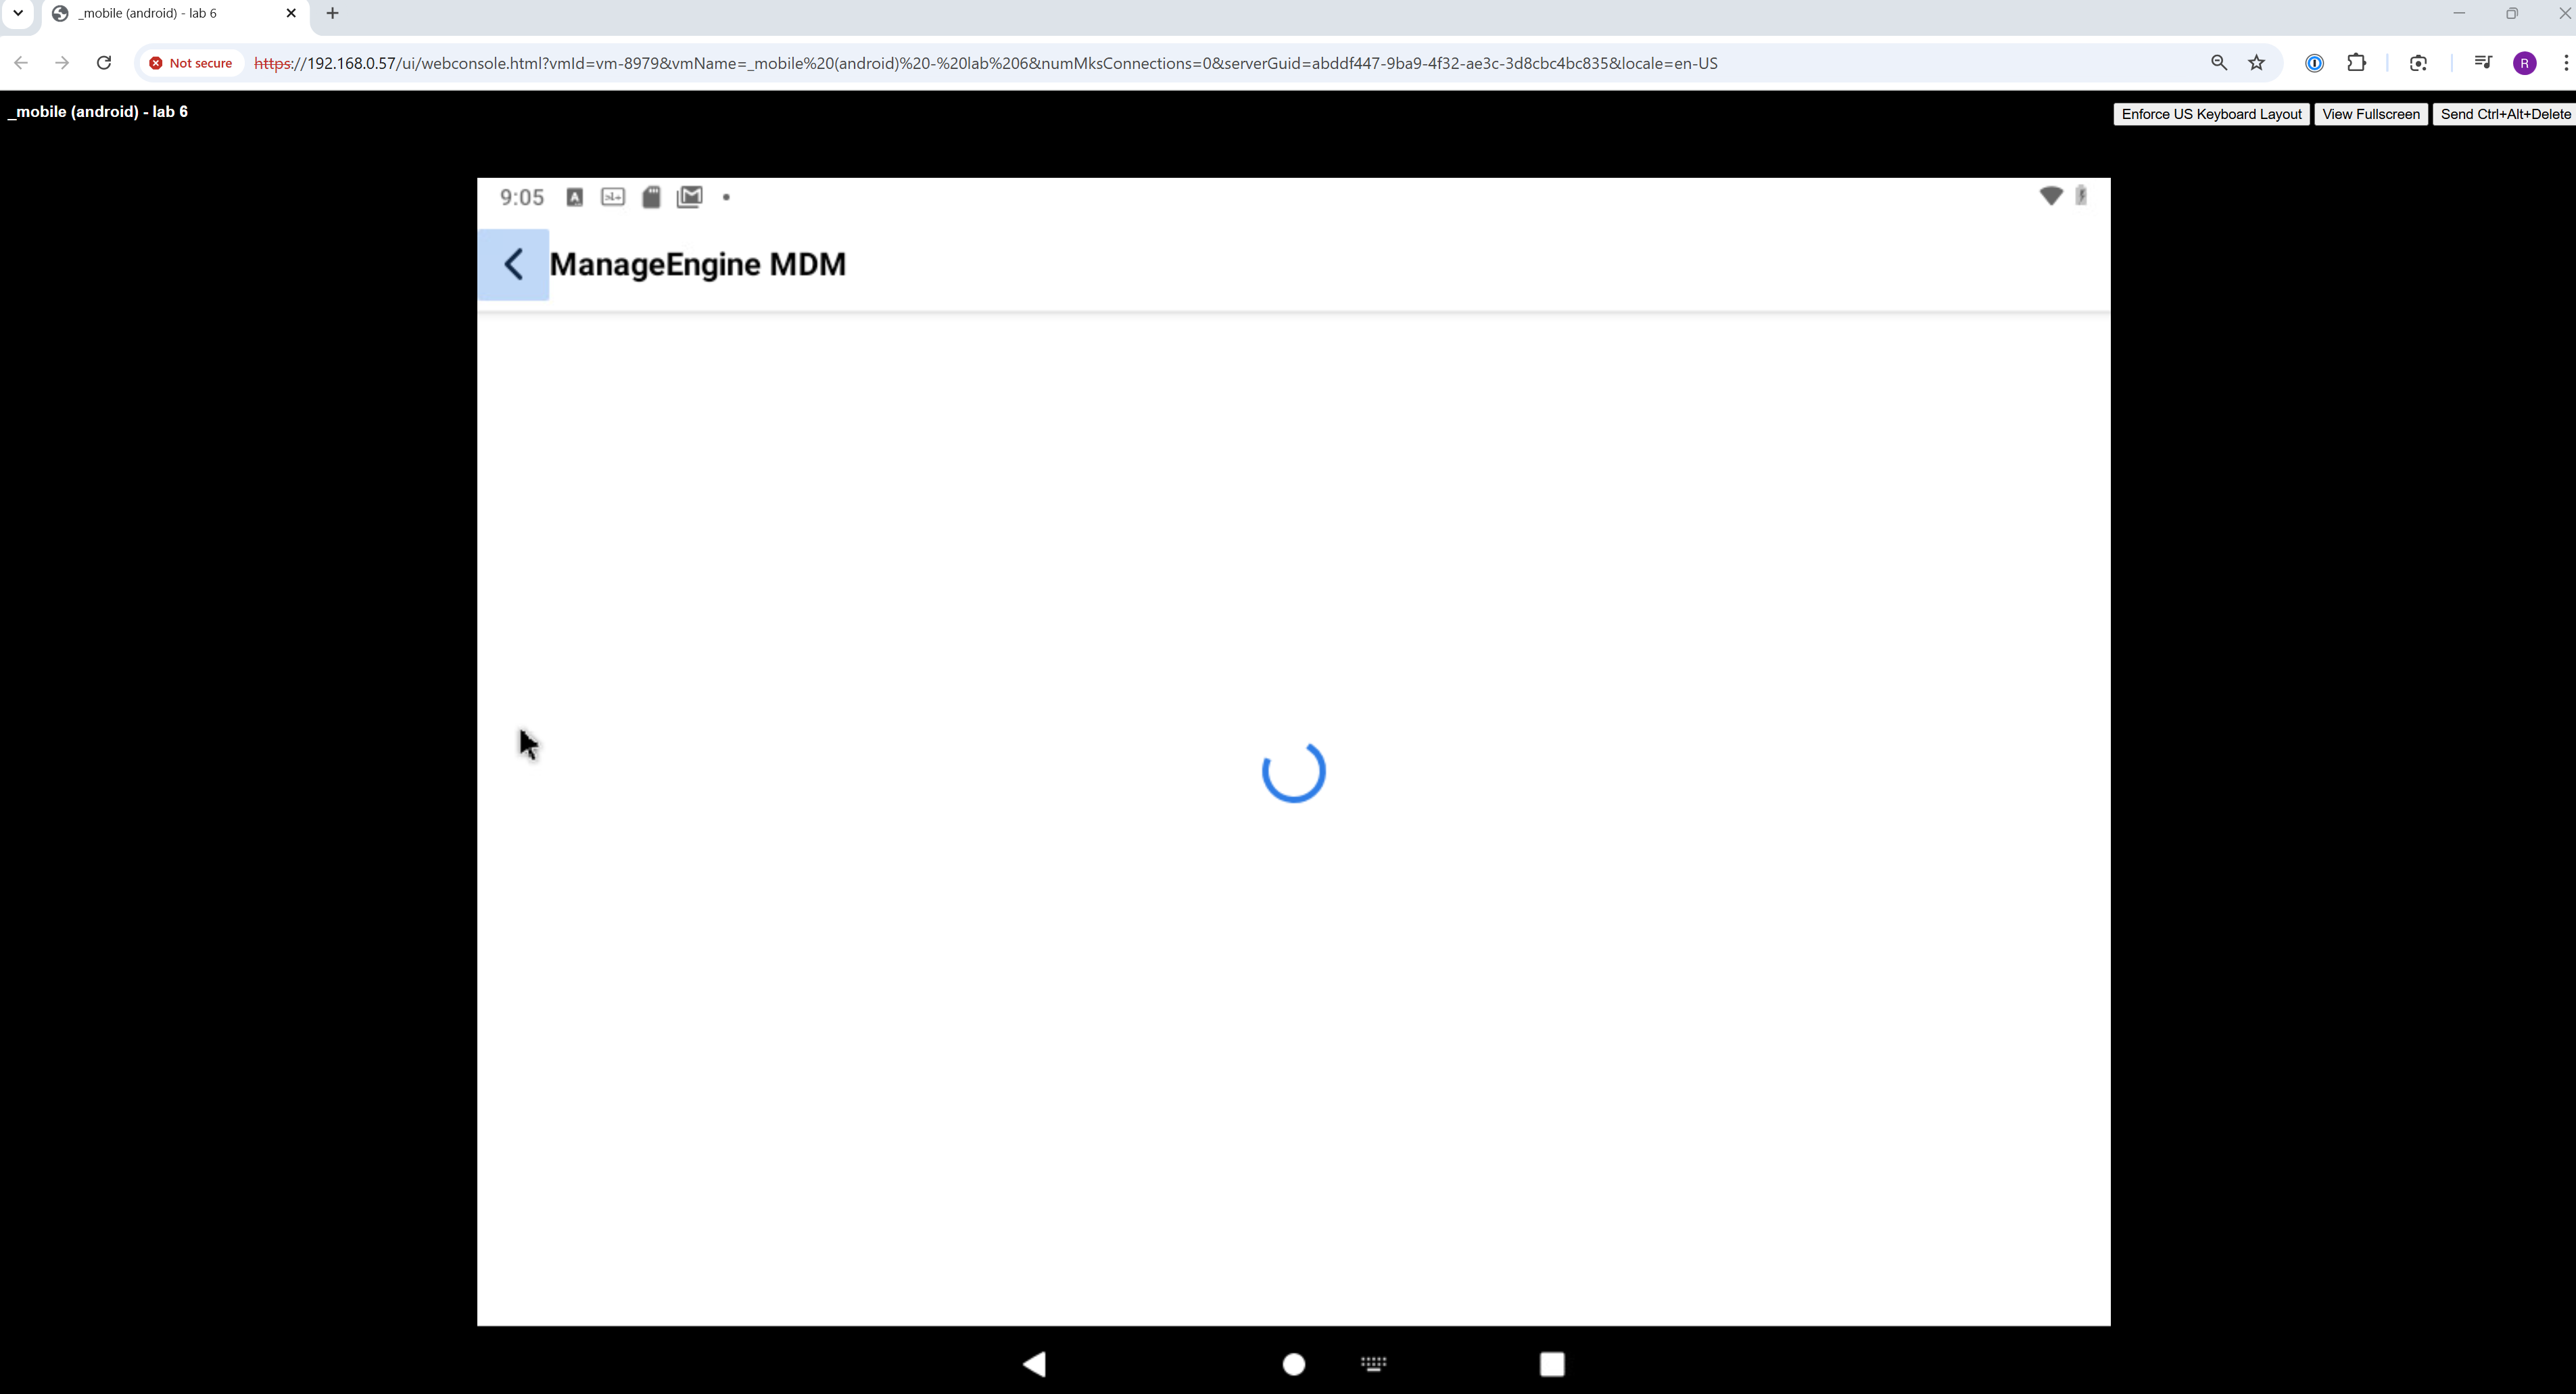 _mobile (android) - lab 6
Not secure
https://192.168.0.57/ui/webconsole.html?vmId=vm-8979&vmName=_mobile%20(android)%20-%20lab%206&numMksConnections=0&serverGuid=abddf447-9ba9-4f32-ae3c-3d8cbc4bc835&locale=en-US
R
_mobile (android) - lab 6
Enforce US Keyboard Layout
View Fullscreen
Send Ctrl+Alt+Delete
9:05
ManageEngine MDM